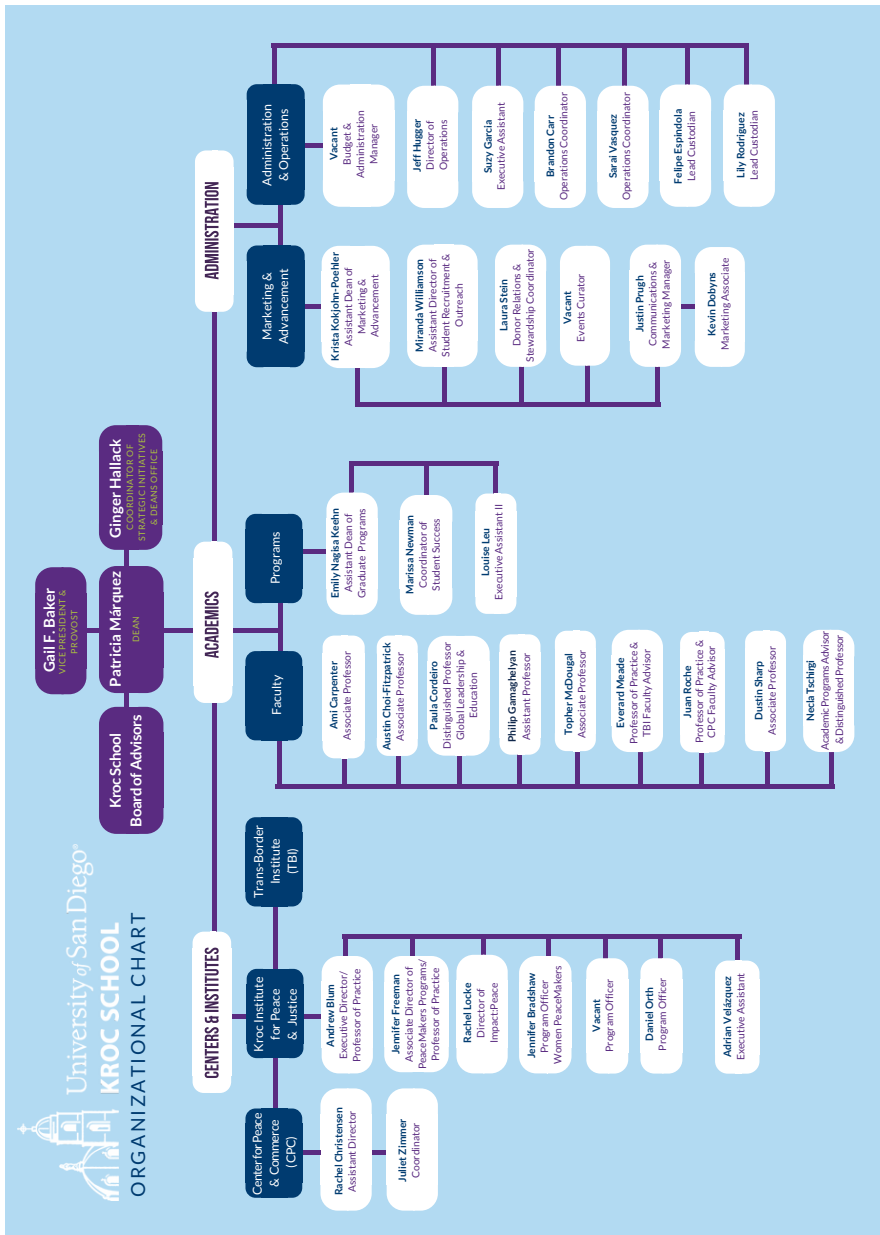 University of San Diego®
KROC SCHOOL
ORGANIZATIONAL CHART
Gail F. Baker
VICE PRESIDENT &
PROVOST
Kroc School
Board of Advisors
Patricia Márquez
DEAN
Ginger Hallack
COORDINATOR OF
STRATEGIC INITIATIVES
& DEANS OFFICE
CENTERS & INSTITUTES
ACADEMICS
ADMINISTRATION
Center for Peace
& Commerce
(CPC)
Rachel Christensen
Assistant Director
Juliet Zimmer
Coordinator
Kroc Institute
for Peace
& Justice
Andrew Blum
Executive Director/
Professor of Practice
Jennifer Freeman
Associate Director of
PeaceMakers Programs/
Professor of Practice
Rachel Locke
Director of
Impact:Peace
Jennifer Bradshaw
Program Officer
Women PeaceMakers
Vacant
Program Officer
Daniel Orth
Program Officer
Adrian Velázquez
Executive Assistant
Trans-Border
Institute
(TBI)
Faculty
Ami Carpenter
Associate Professor
Austin Choi-Fitzpatrick
Associate Professor
Paula Cordeiro
Distinguished Professor
Global Leadership &
Education
Philip Gamaghelyan
Assistant Professor
Topher McDougal
Associate Professor
Everard Meade
Professor of Practice &
TBI Faculty Advisor
Juan Roche
Professor of Practice &
CPC Faculty Advisor
Dustin Sharp
Associate Professor
Necla Tschirgi
Academic Programs Advisor
& Distinguished Professor
Programs
Emily Nagisa Keehn
Assistant Dean of
Graduate Programs
Marissa Newman
Coordinator of
Student Success
Louise Leu
Executive Assistant II
Marketing &
Advancement
Krista Kokjohn-Poehler
Assistant Dean of
Marketing &
Advancement
Miranda Williamson
Assistant Director of
Student Recruitment &
Outreach
Laura Stein
Donor Relations &
Stewardship Coordinator
Vacant
Events Curator
Justin Prugh
Communications &
Marketing Manager
Kevin Dobyns
Marketing Associate
Administration
& Operations
Vacant
Budget &
Administration
Manager
Jeff Hugger
Director of
Operations
Suzy Garcia
Executive Assistant
Brandon Carr
Operations Coordinator
Sarai Vasquez
Operations Coordinator
Felipe Espindola
Lead Custodian
Lily Rodriguez
Lead Custodian